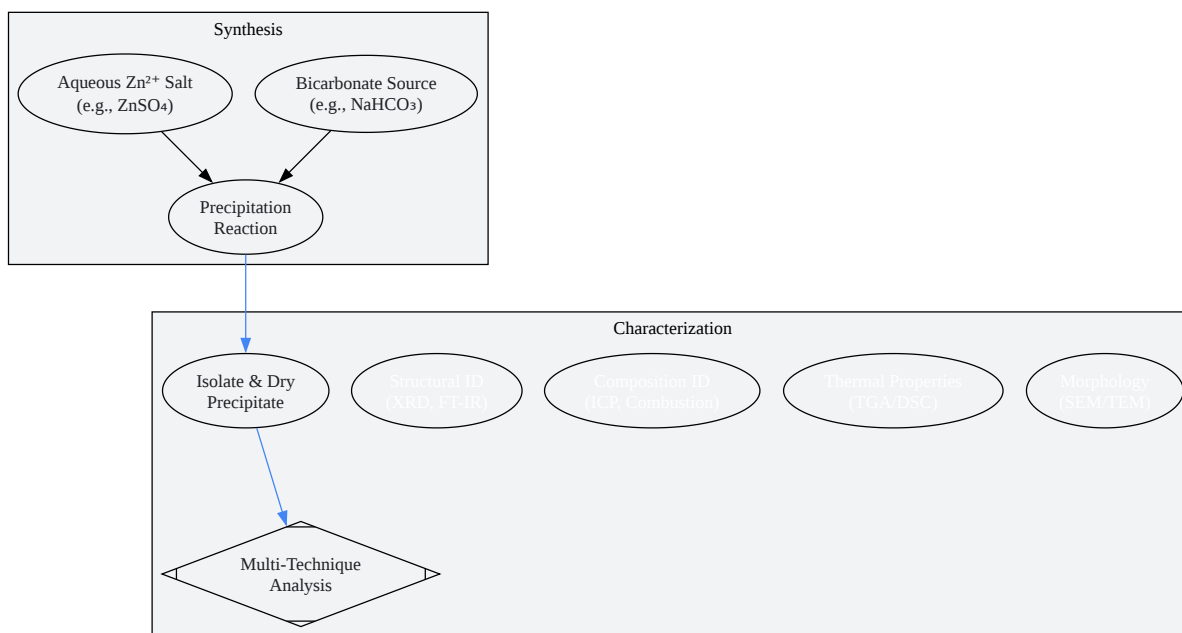 Synthesis
Aqueous Zn²⁺ Salt
(e.g., ZnSO₄)
Bicarbonate Source
(e.g., NaHCO₃)
Precipitation
Reaction
Characterization
Isolate & Dry
Precipitate
Structural ID
(XRD, FT-IR)
Composition ID
(ICP, Combustion)
Thermal Properties
(TGA/DSC)
Morphology
(SEM/TEM)
Multi-Technique
Analysis